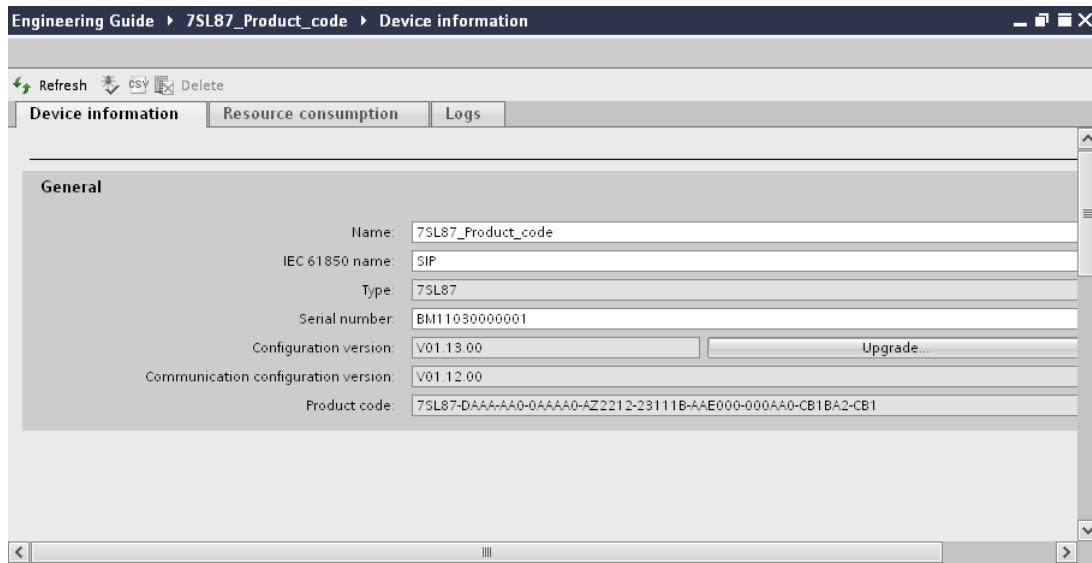 Engineering Guide ▸ 7SL87_Product_code ▸ Device information
Refresh CSV Delete
Device information Resource consumption Logs
General
Name: 7SL87_Product_code
IEC 61850 name: SIP
Type: 7SL87
Serial number: BM11030000001
Configuration version: V01.13.00 Upgrade...
Communication configuration version: V01.12.00
Product code: 7SL87-DAAA-AA0-0AAAA0-AZ2212-23111B-AAE000-000AA0-CB1BA2-CB1